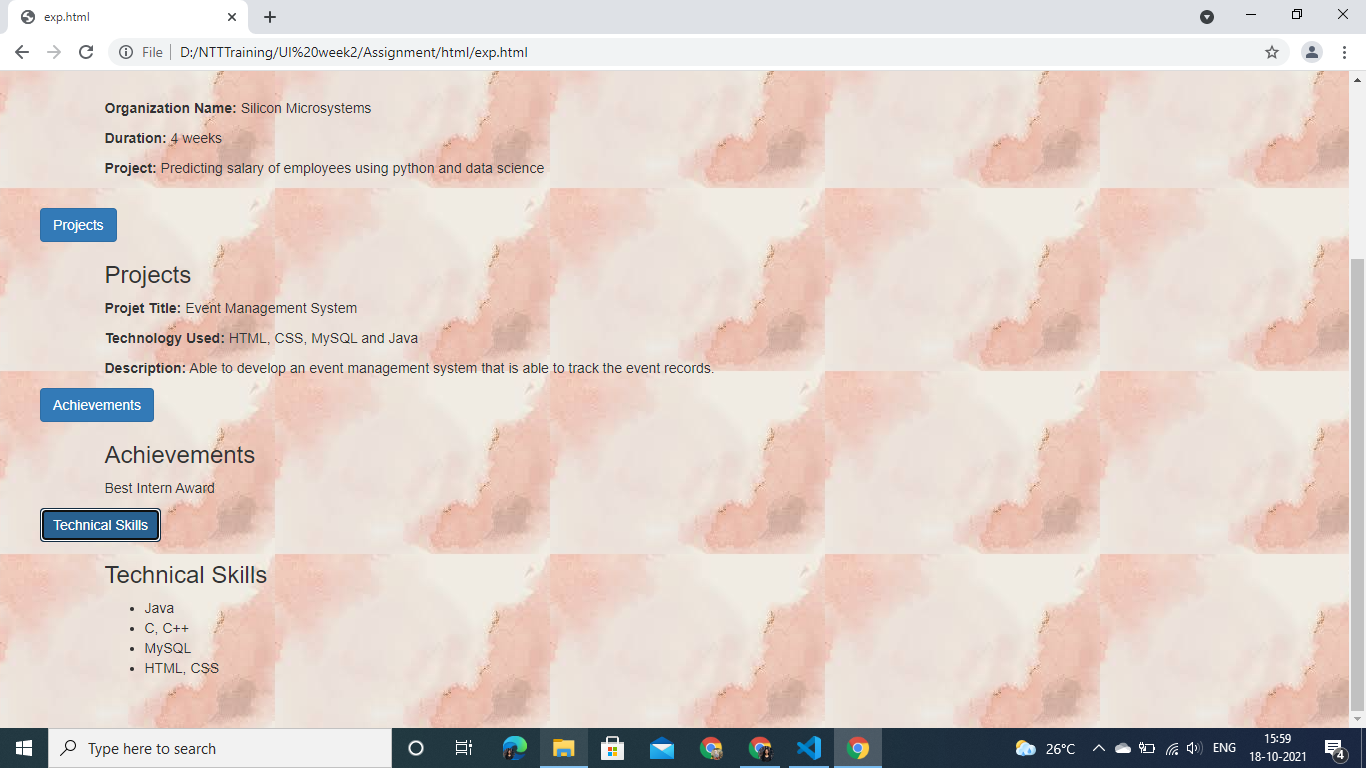 exp.html
File
D:/NTTTraining/UI%20week2/Assignment/html/exp.html
Organization Name: Silicon Microsystems
Duration: 4 weeks
Project: Predicting salary of employees using python and data science
Projects
Projects
Projet Title: Event Management System
Technology Used: HTML, CSS, MySQL and Java
Description: Able to develop an event management system that is able to track the event records.
Achievements
Achievements
Best Intern Award
Technical Skills
Technical Skills
Java
C, C++
MySQL
HTML, CSS
Type here to search
26°C
ENG
15:59
18-10-2021
4